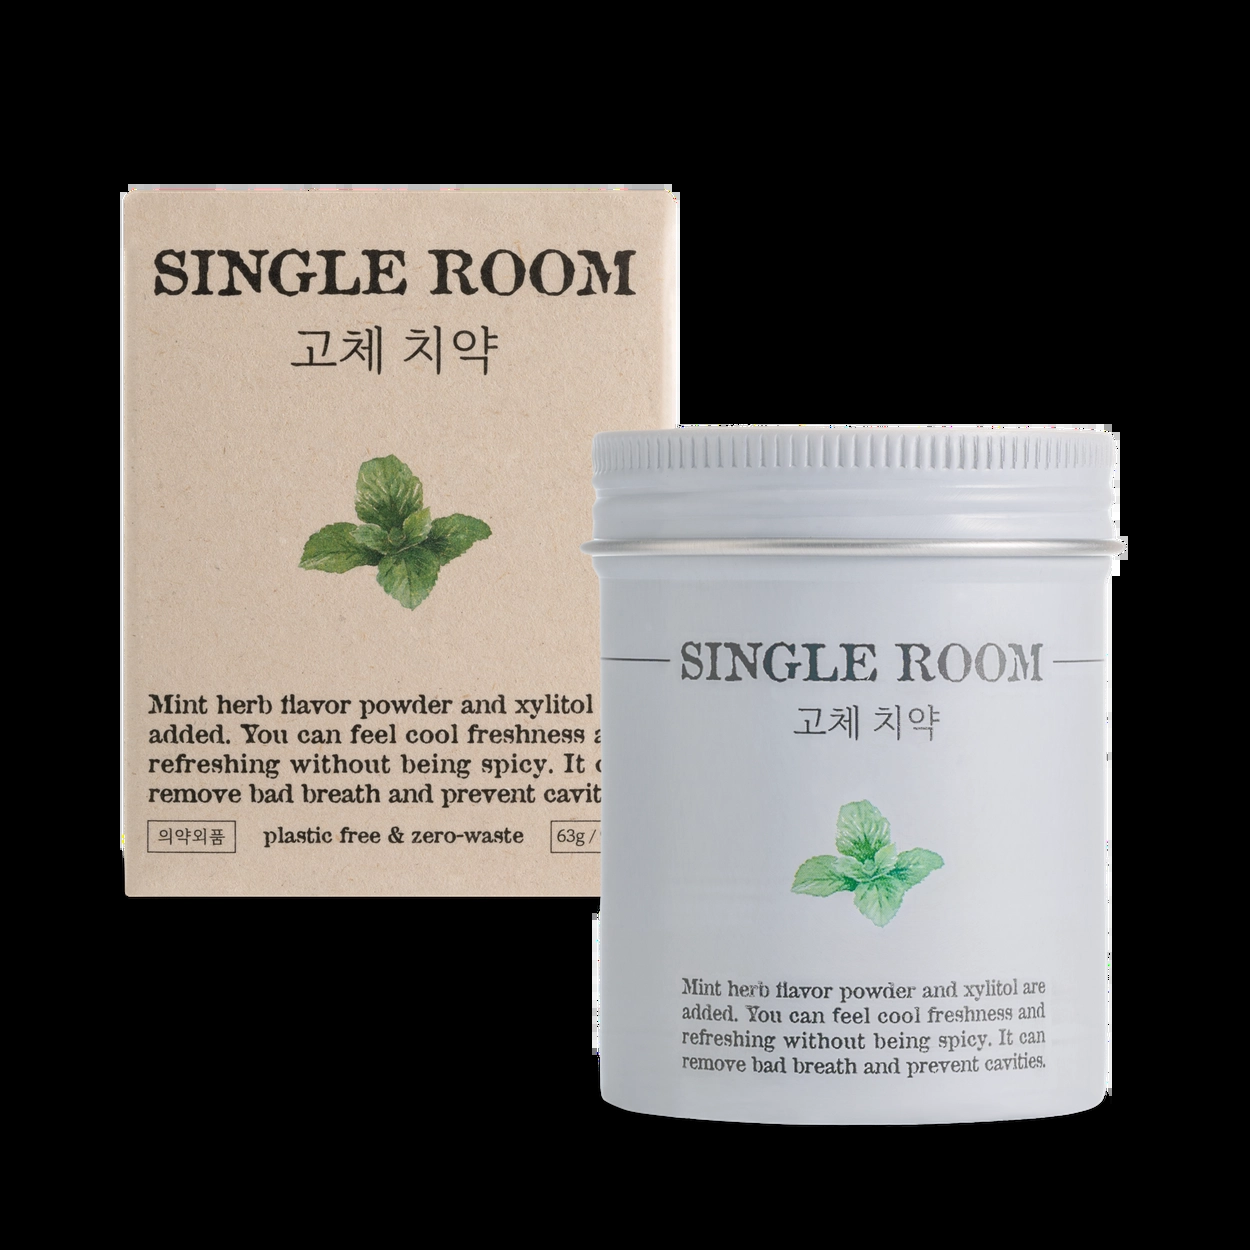 SINGLE ROOM
고체 치약
Mint herb flavor powder and xylitol
added. You can feel cool freshness
refreshing without being spicy. It
remove bad breath and prevent
의약외품 plastic free & zero-waste 63g /
SINGLE ROOM
고체 치약
Mint herb flavor powder and xylitol are
added. You can feel cool freshness and
refreshing without being spicy. It can
remove bad breath and prevent cavities.